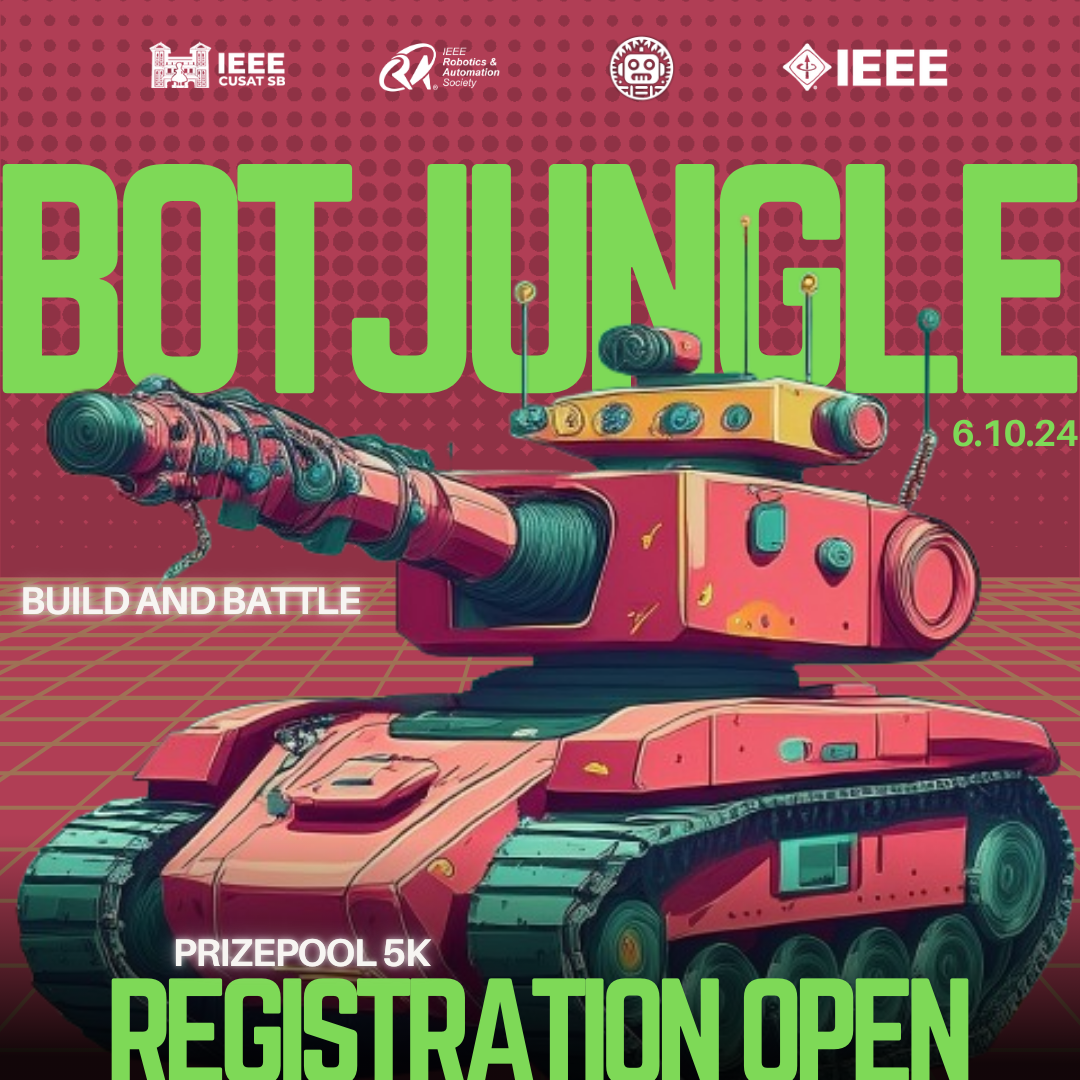 IEEE
CUSAT SB
IEEE
Robotics &
Automation
Society
IEEE
BOT JUNGLE
6.10.24
BUILD AND BATTLE
PRIZEPOOL 5K
REGISTRATION OPEN